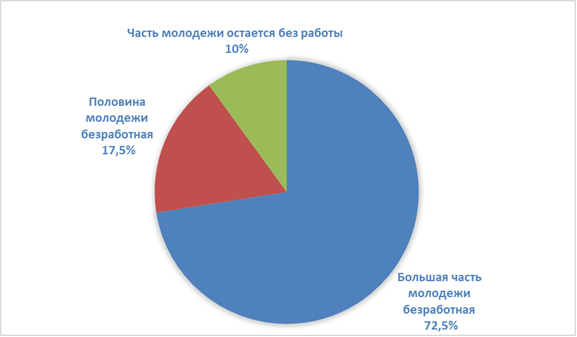 Часть молодежи остается без работы
10%
Половина
молодежи
безработная
17,5%
Большая часть
молодежи
безработная
72,5%